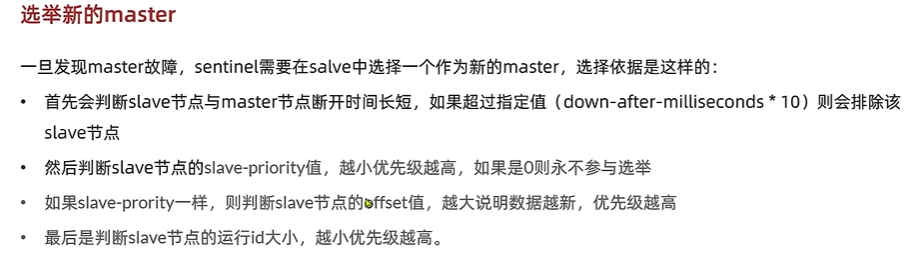 选举新的master
一旦发现master故障，sentinel需要在salve中选择一个作为新的master，选择依据是这样的：
• 首先会判断slave节点与master节点断开时间长短，如果超过指定值（down-after-milliseconds * 10）则会排除该
slave节点
• 然后判断slave节点的slave-priority值，越小优先级越高，如果是0则永不参与选举
• 如果slave-prority一样，则判断slave节点的offset值，越大说明数据越新，优先级越高
• 最后是判断slave节点的运行id大小，越小优先级越高。